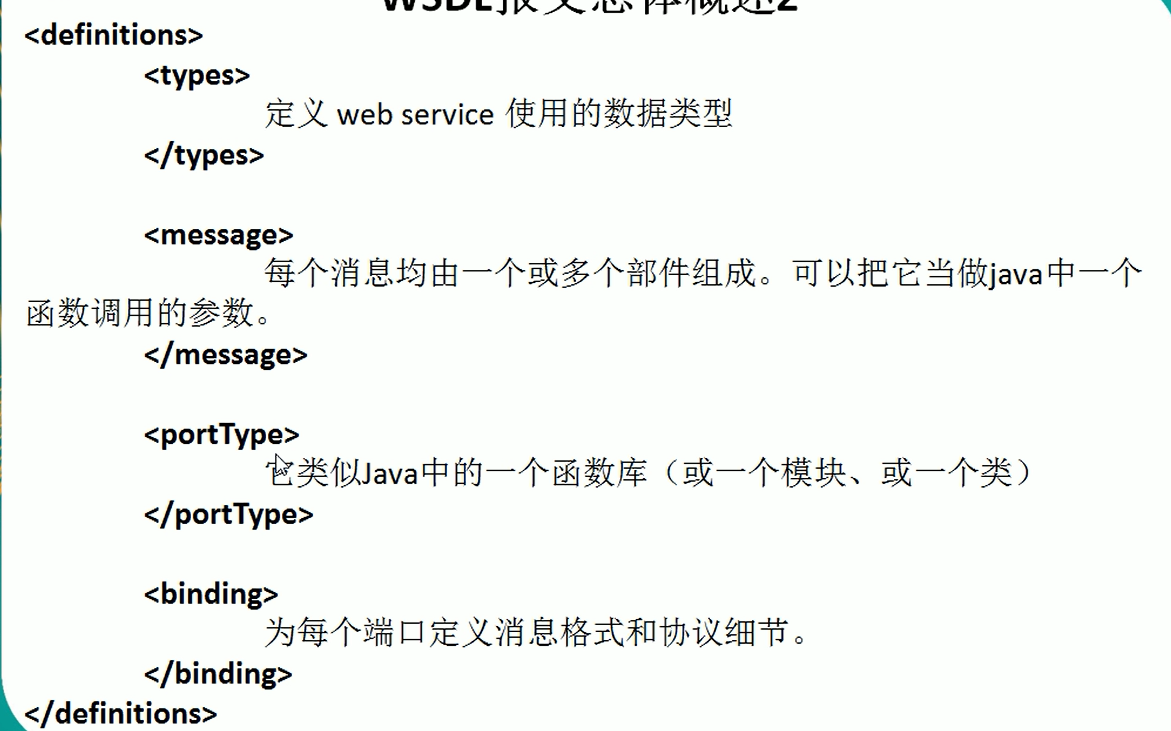 WSDL报文总体概述2
<definitions>
<types>
定义 web service 使用的数据类型
</types>
<message>
每个消息均由一个或多个部件组成。可以把它当做java中一个
函数调用的参数。
</message>
<portType>
它类似Java中的一个函数库（或一个模块、或一个类）
</portType>
<binding>
为每个端口定义消息格式和协议细节。
</binding>
</definitions>